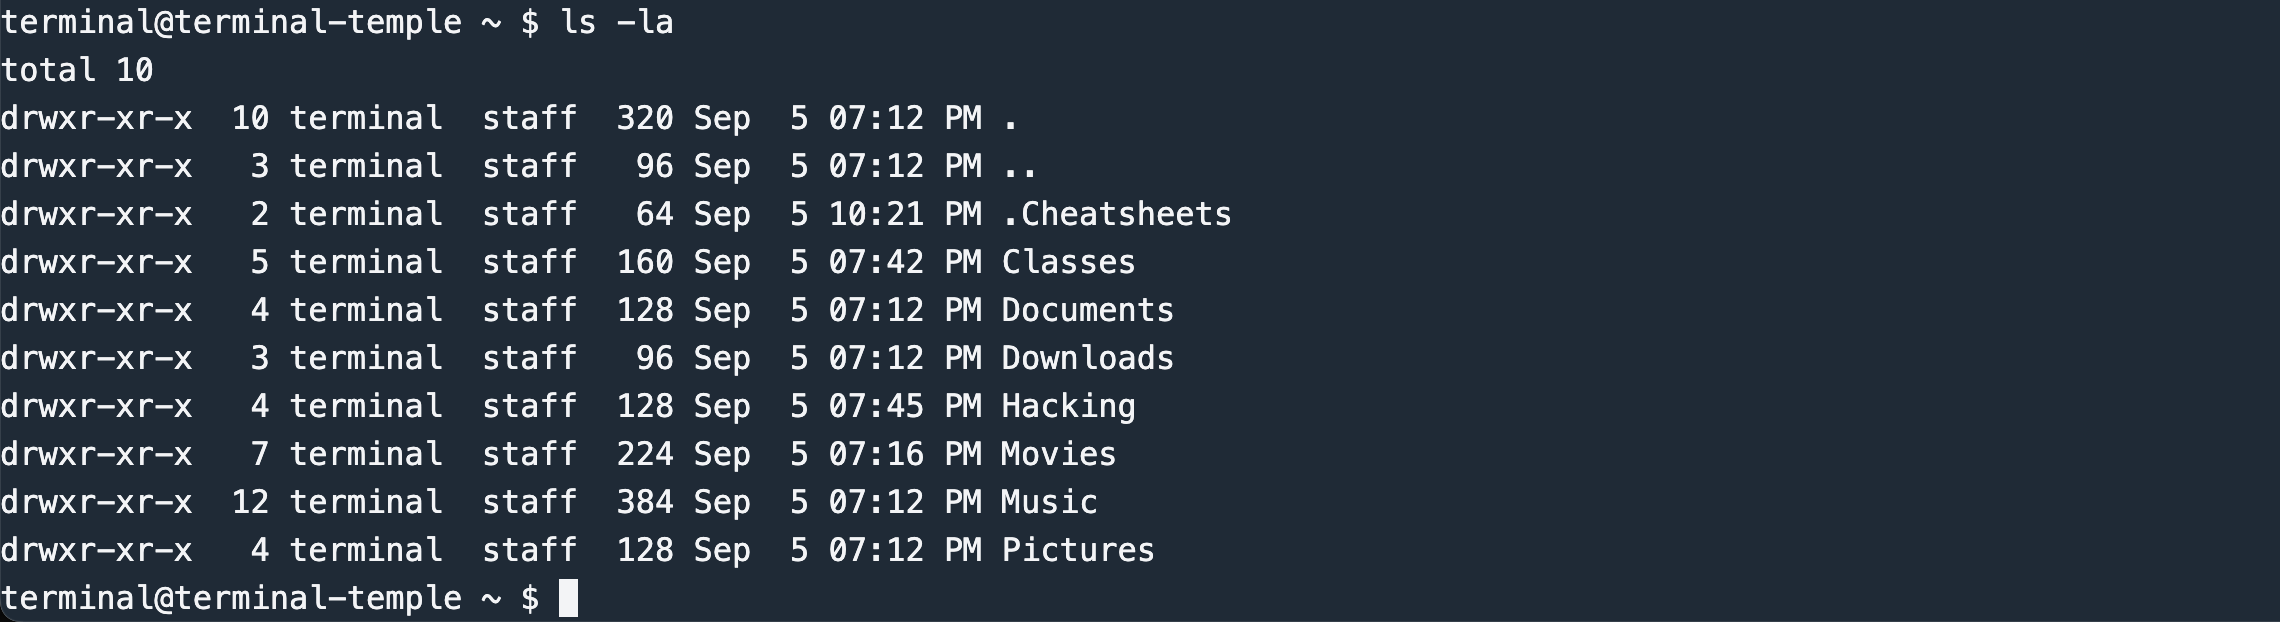 terminal@terminal-temple ~ $ ls -la
total 10
drwxr-xr-x  10 terminal  staff  320 Sep  5 07:12 PM .
drwxr-xr-x   3 terminal  staff   96 Sep  5 07:12 PM ..
drwxr-xr-x   2 terminal  staff   64 Sep  5 10:21 PM .Cheatsheets
drwxr-xr-x   5 terminal  staff  160 Sep  5 07:42 PM Classes
drwxr-xr-x   4 terminal  staff  128 Sep  5 07:12 PM Documents
drwxr-xr-x   3 terminal  staff   96 Sep  5 07:12 PM Downloads
drwxr-xr-x   4 terminal  staff  128 Sep  5 07:45 PM Hacking
drwxr-xr-x   7 terminal  staff  224 Sep  5 07:16 PM Movies
drwxr-xr-x  12 terminal  staff  384 Sep  5 07:12 PM Music
drwxr-xr-x   4 terminal  staff  128 Sep  5 07:12 PM Pictures
terminal@terminal-temple ~ $